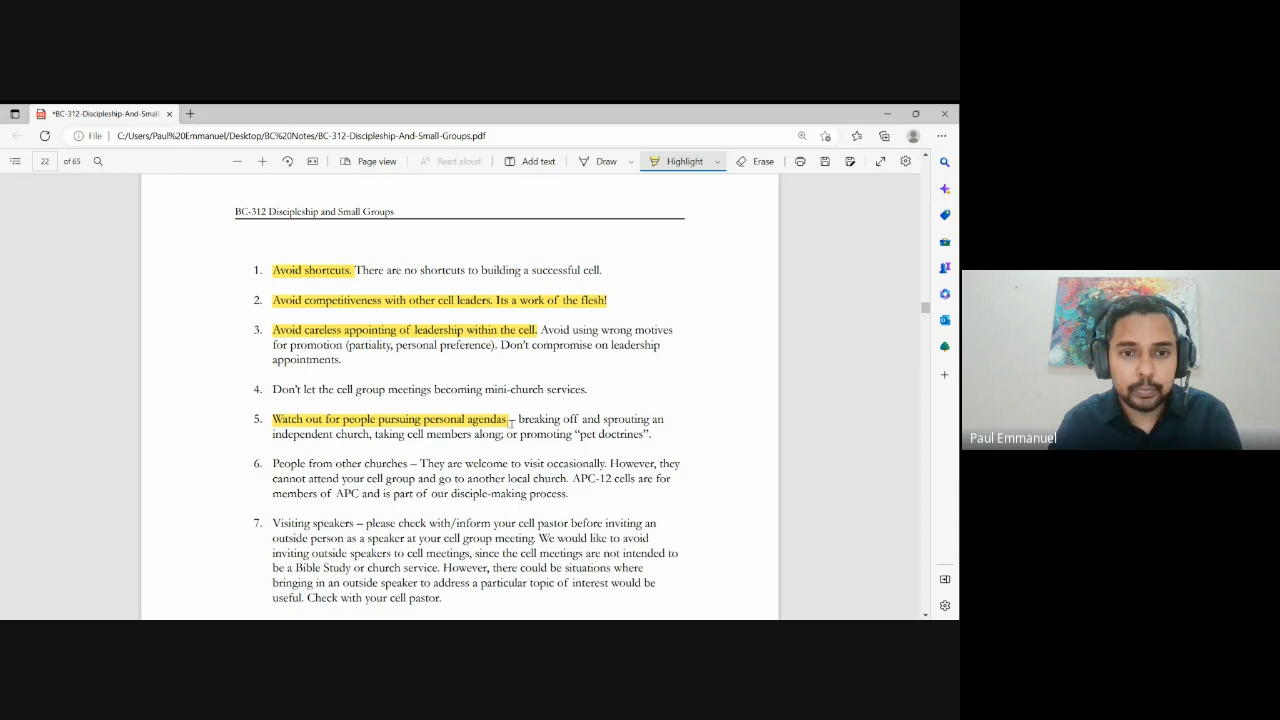 *BC-312-Discipleship-And-Small
File
C:/Users/Paul%20Emmanuel/Desktop/BC%20Notes/BC-312-Discipleship-And-Small-Groups.pdf
22 of 65
Page view
Read aloud
Add text
Draw
Highlight
Erase
BC-312 Discipleship and Small Groups
1. Avoid shortcuts. There are no shortcuts to building a successful cell.
2. Avoid competitiveness with other cell leaders. Its a work of the flesh!
3. Avoid careless appointing of leadership within the cell. Avoid using wrong motives
for promotion (partiality, personal preference). Don't compromise on leadership
appointments.
4. Don't let the cell group meetings becoming mini-church services.
5. Watch out for people pursuing personal agendas – breaking off and sprouting an
independent church, taking cell members along; or promoting “pet doctrines”.
6. People from other churches – They are welcome to visit occasionally. However, they
cannot attend your cell group and go to another local church. APC-12 cells are for
members of APC and is part of our disciple-making process.
7. Visiting speakers – please check with/inform your cell pastor before inviting an
outside person as a speaker at your cell group meeting. We would like to avoid
inviting outside speakers to cell meetings, since the cell meetings are not intended to
be a Bible Study or church service. However, there could be situations where
bringing in an outside speaker to address a particular topic of interest would be
useful. Check with your cell pastor.
Paul Emmanuel